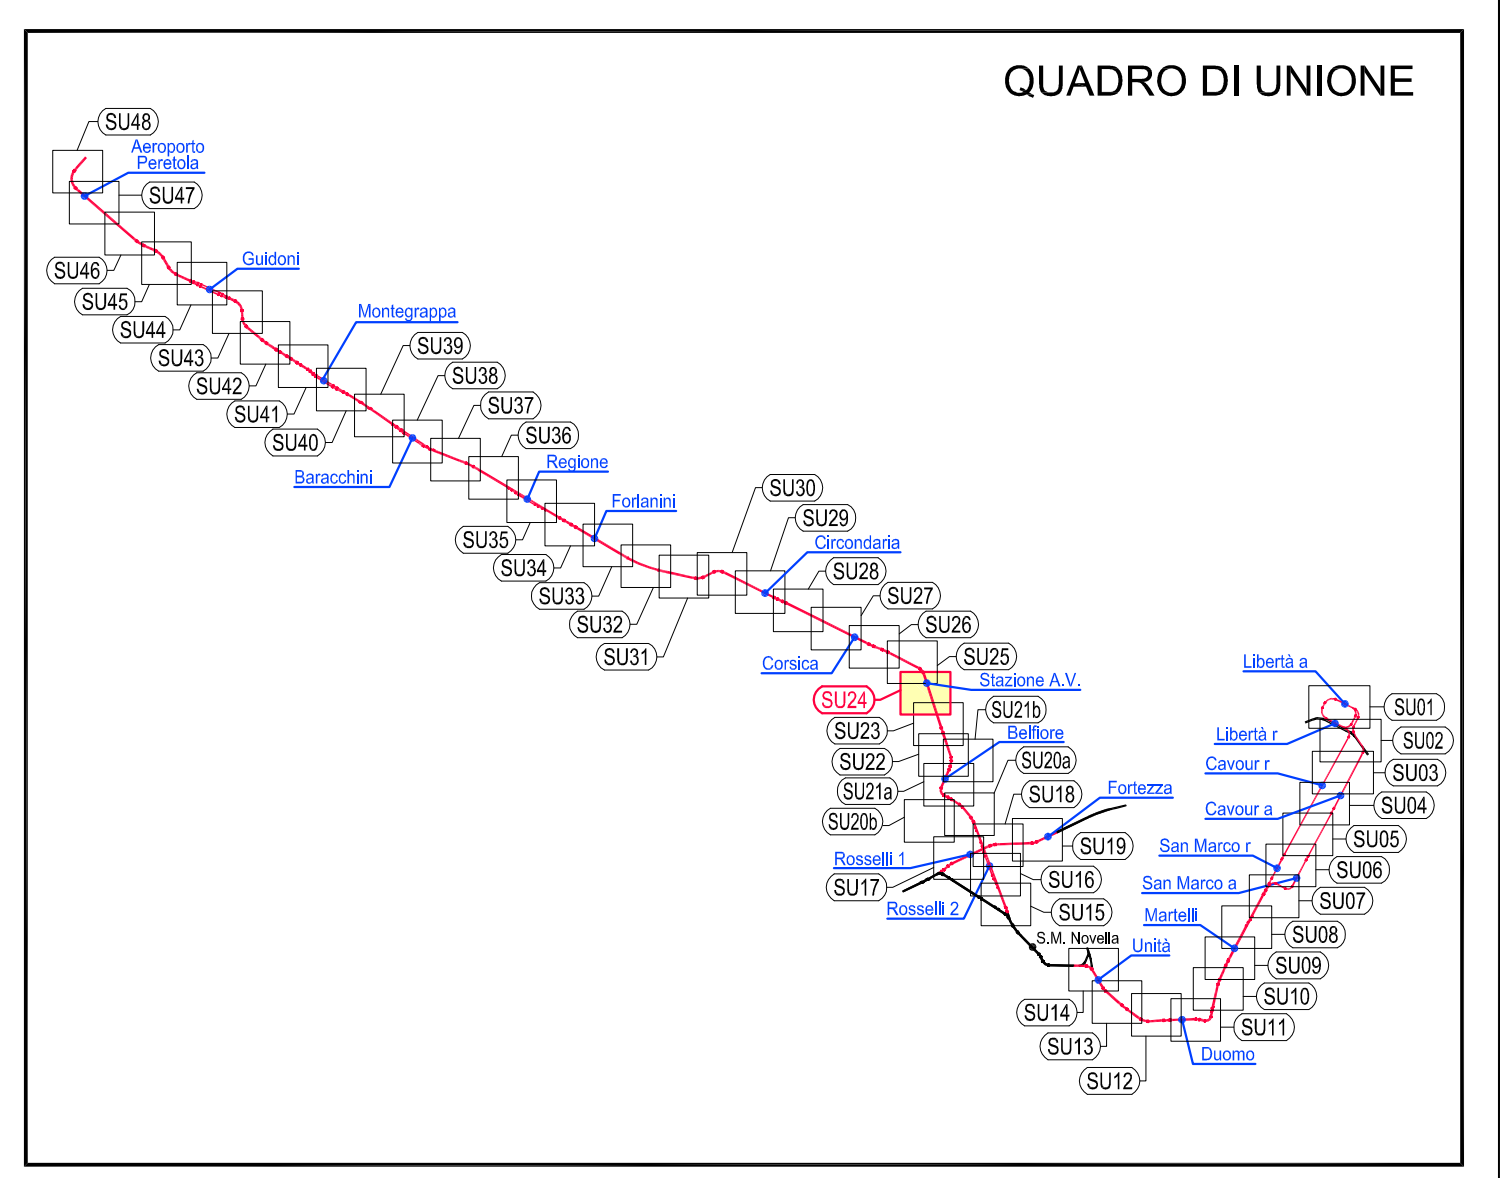 QUADRO DI UNIONE
SU48
Aeroporto
Peretola
SU47
SU46
Guidoni
SU45
SU44
Montegrappa
SU43
SU39
SU42
SU38
SU41
SU37
SU40
SU36
Baracchini
Regione
SU30
Forlanini
SU29
SU35
Circondaria
SU34
SU28
SU33
SU27
SU32
SU26
SU31
SU25
Corsica
Libertà a
Stazione A.V.
SU24
SU01
SU21b
SU23
Belfiore
Libertà r
SU02
SU22
SU20a
Cavour r
SU03
SU21a
SU18
Fortezza
Cavour a
SU04
SU20b
SU05
SU19
San Marco r
Rosselli 1
SU06
SU17
SU16
San Marco a
SU07
Rosselli 2
SU15
Martelli
SU08
S.M. Novella
Unità
SU09
SU10
SU14
SU11
SU13
Duomo
SU12